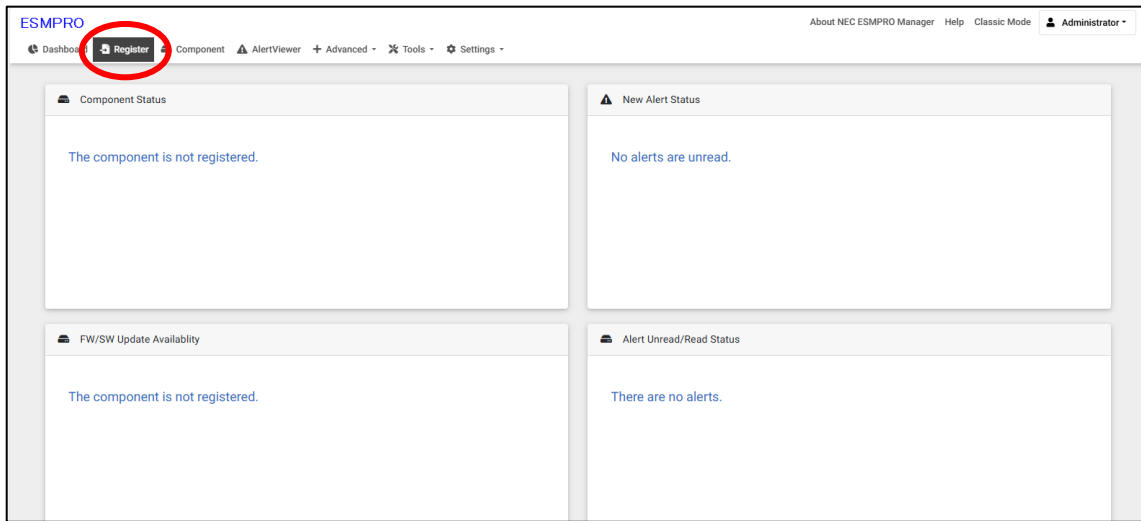 ESMPRO
About NEC ESMPRO Manager Help Classic Mode Administrator
Dashboard Register Component AlertViewer Advanced Tools Settings
Component Status
New Alert Status
The component is not registered.
No alerts are unread.
FW/SW Update Availablity
Alert Unread/Read Status
The component is not registered.
There are no alerts.